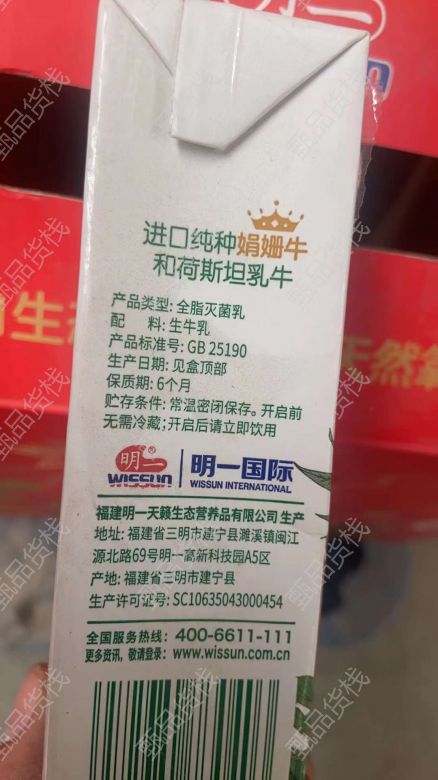 进口纯种娟姗牛
和荷斯坦乳牛
产品类型: 全脂灭菌乳
配 料: 生牛乳
产品标准号: GB 25190
生产日期: 见盒顶部
保质期: 6个月
贮存条件: 常温密闭保存。开启前
无需冷藏; 开启后请立即饮用
明一®
WISSUN
明一国际
WISSUN INTERNATIONAL
福建明一天籁生态营养品有限公司 生产
地址: 福建省三明市建宁县濉溪镇闽江
源北路69号明一高新科技园A5区
产地: 福建省三明市建宁县
生产许可证号: SC10635043000454
全国服务热线: 400-6611-111
更多资讯, 敬请登录: www.wissun.com.cn
生态
天然
甄品货栈